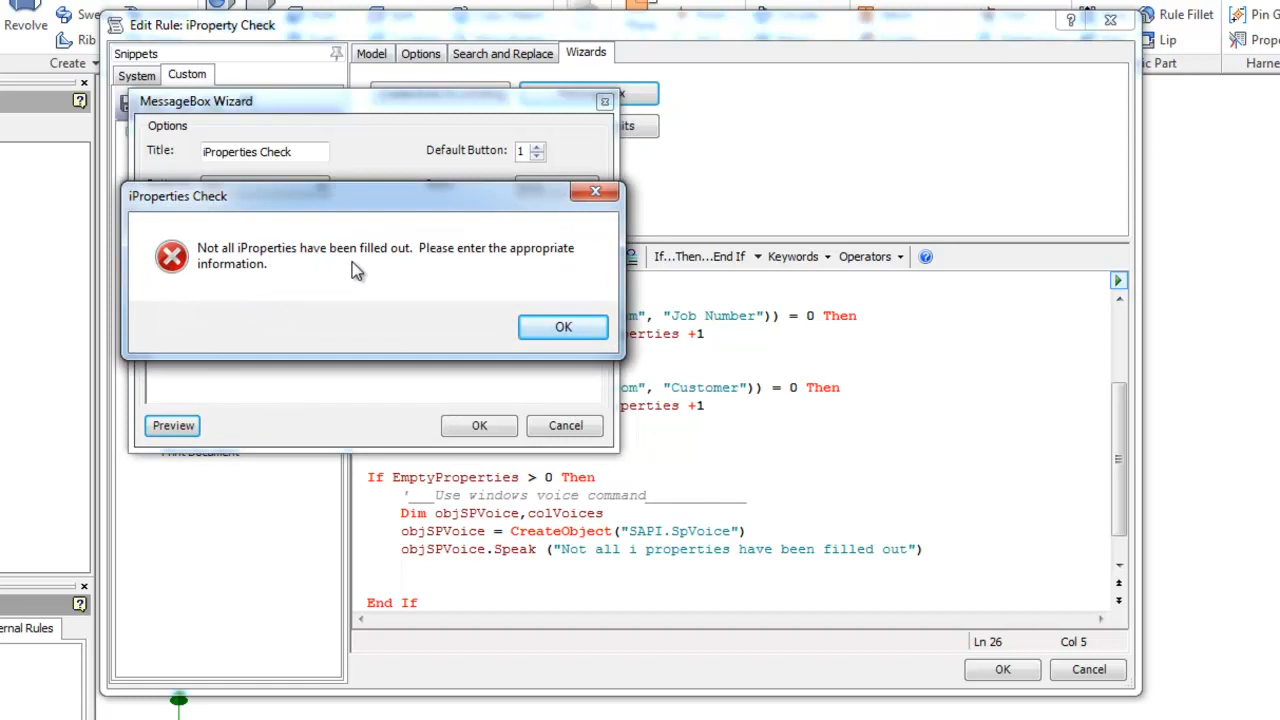 Revolve
Swe
Rib
Create
Edit Rule: iProperty Check
Rule Fillet
Pin G
Lip
Prope
ic Part
Harne
Snippets
System
Custom
Model
Options
Search and Replace
Wizards
x
its
MessageBox Wizard
Options
Title:
iProperties Check
Default Button:
1
iProperties Check
Not all iProperties have been filled out. Please enter the appropriate
information.
OK
If...Then...End If
Keywords
Operators
m", "Job Number")) = 0 Then
perties +1
om", "Customer")) = 0 Then
perties +1
Preview
OK
Cancel
Print Document
If EmptyProperties > 0 Then
'___Use windows voice command____________
Dim objSPVoice,colVoices
objSPVoice = CreateObject("SAPI.SpVoice")
objSPVoice.Speak ("Not all i properties have been filled out")
End If
ernal Rules
Ln 26
Col 5
OK
Cancel